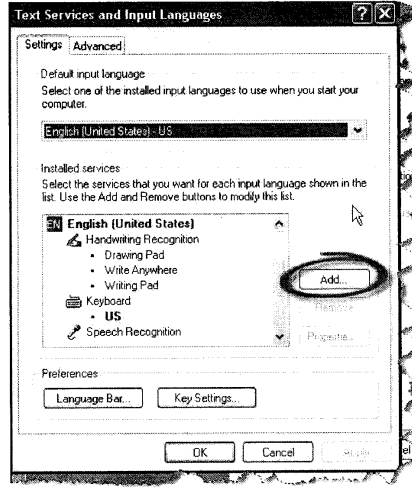 Text Services and Input Languages
Settings Advanced
Default input language
Select one of the installed input languages to use when you start your
computer.
English (United States) - US
Installed services
Select the services that you want for each input language shown in the
list. Use the Add and Remove buttons to modify this list.
EN English (United States)
Handwriting Recognition
• Drawing Pad
• Write Anywhere
• Writing Pad
Keyboard
• US
Speech Recognition
Add...
Remove
Properties...
Preferences
Language Bar... Key Settings...
OK Cancel Apply